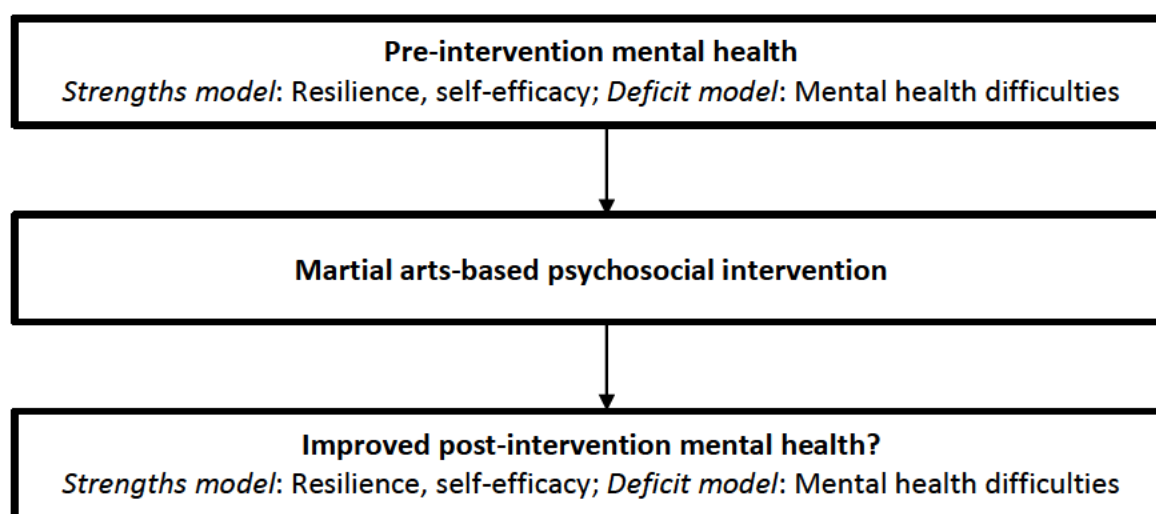 Pre-intervention mental health
Strengths model: Resilience, self-efficacy; Deficit model: Mental health difficulties
Martial arts-based psychosocial intervention
Improved post-intervention mental health?
Strengths model: Resilience, self-efficacy; Deficit model: Mental health difficulties